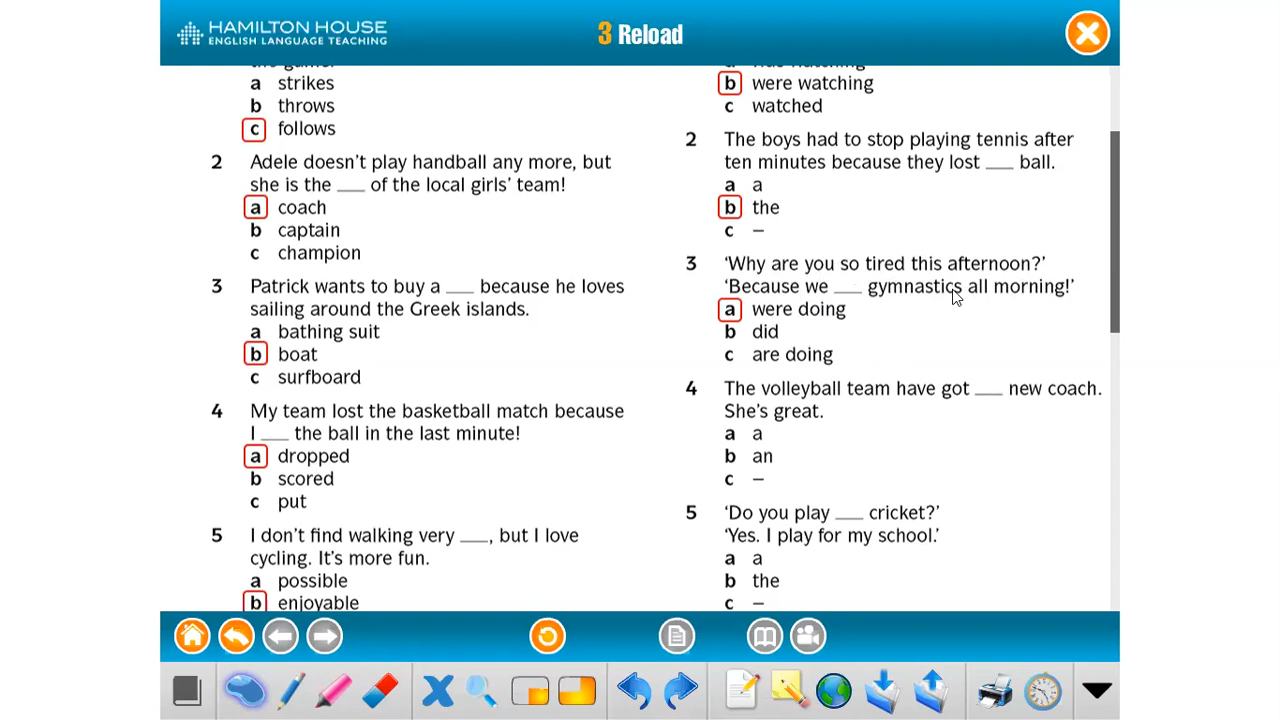 HAMILTON HOUSE
ENGLISH LANGUAGE TEACHING
3 Reload
a strikes
b throws
c follows
2 Adele doesn't play handball any more, but
she is the ___ of the local girls' team!
a coach
b captain
c champion
3 Patrick wants to buy a ___ because he loves
sailing around the Greek islands.
a bathing suit
b boat
c surfboard
4 My team lost the basketball match because
I ___ the ball in the last minute!
a dropped
b scored
c put
5 I don't find walking very ___, but I love
cycling. It's more fun.
a possible
b enjoyable
b were watching
c watched
2 The boys had to stop playing tennis after
ten minutes because they lost ___ ball.
a a
b the
c –
3 ‘Why are you so tired this afternoon?’
‘Because we ___ gymnastics all morning!’
a were doing
b did
c are doing
4 The volleyball team have got ___ new coach.
She's great.
a a
b an
c –
5 ‘Do you play ___ cricket?’
‘Yes. I play for my school.’
a a
b the
c –